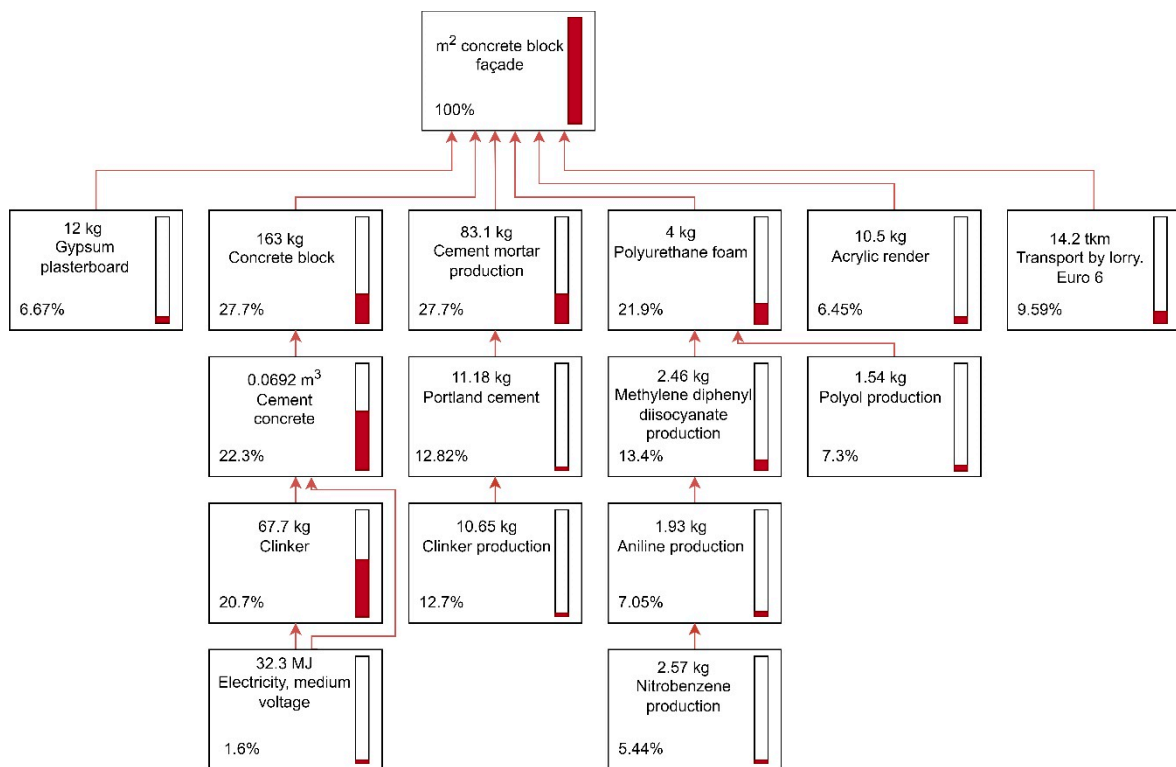 m² concrete block
façade
100%
12 kg
Gypsum
plasterboard
6.67%
163 kg
Concrete block
27.7%
83.1 kg
Cement mortar
production
27.7%
4 kg
Polyurethane foam
21.9%
10.5 kg
Acrylic render
6.45%
14.2 tkm
Transport by lorry.
Euro 6
9.59%
0.0692 m³
Cement
concrete
22.3%
11.18 kg
Portland cement
12.82%
2.46 kg
Methylene diphenyl
diisocyanate
production
13.4%
1.54 kg
Polyol production
7.3%
67.7 kg
Clinker
20.7%
10.65 kg
Clinker production
12.7%
1.93 kg
Aniline production
7.05%
32.3 MJ
Electricity, medium
voltage
1.6%
2.57 kg
Nitrobenzene
production
5.44%